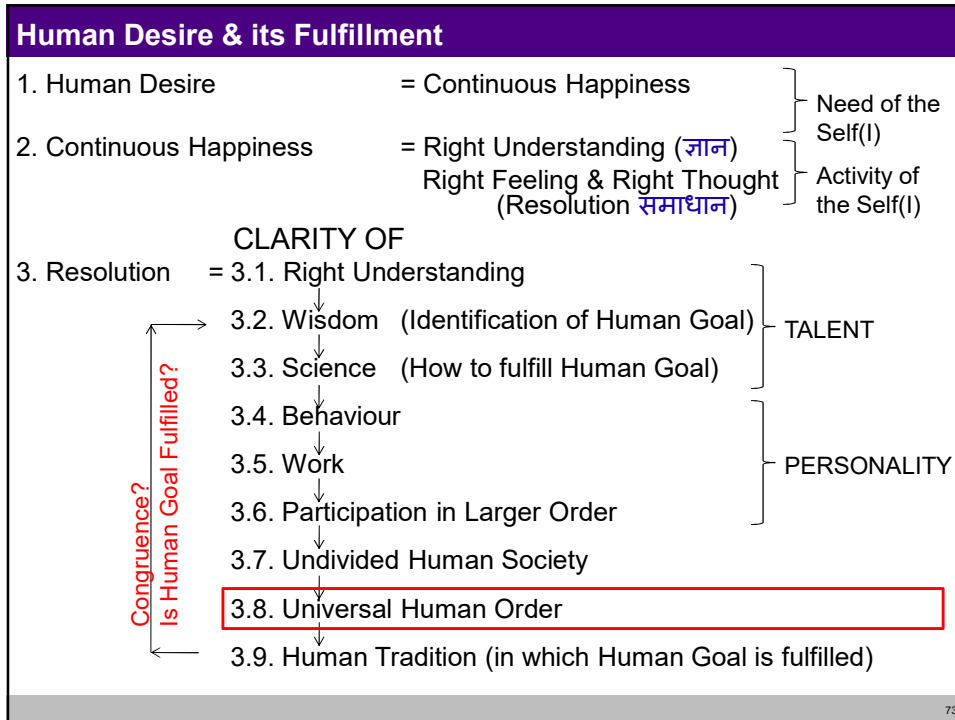 Human Desire & its Fulfillment
1. Human Desire = Continuous Happiness
Need of the
Self(I)
2. Continuous Happiness = Right Understanding (ज्ञान)
Right Feeling & Right Thought
(Resolution समाधान)
Activity of
the Self(I)
CLARITY OF
3. Resolution = 3.1. Right Understanding
3.2. Wisdom (Identification of Human Goal)
3.3. Science (How to fulfill Human Goal)
TALENT
3.4. Behaviour
3.5. Work
3.6. Participation in Larger Order
PERSONALITY
3.7. Undivided Human Society
3.8. Universal Human Order
3.9. Human Tradition (in which Human Goal is fulfilled)
Congruence?
Is Human Goal Fulfilled?
73